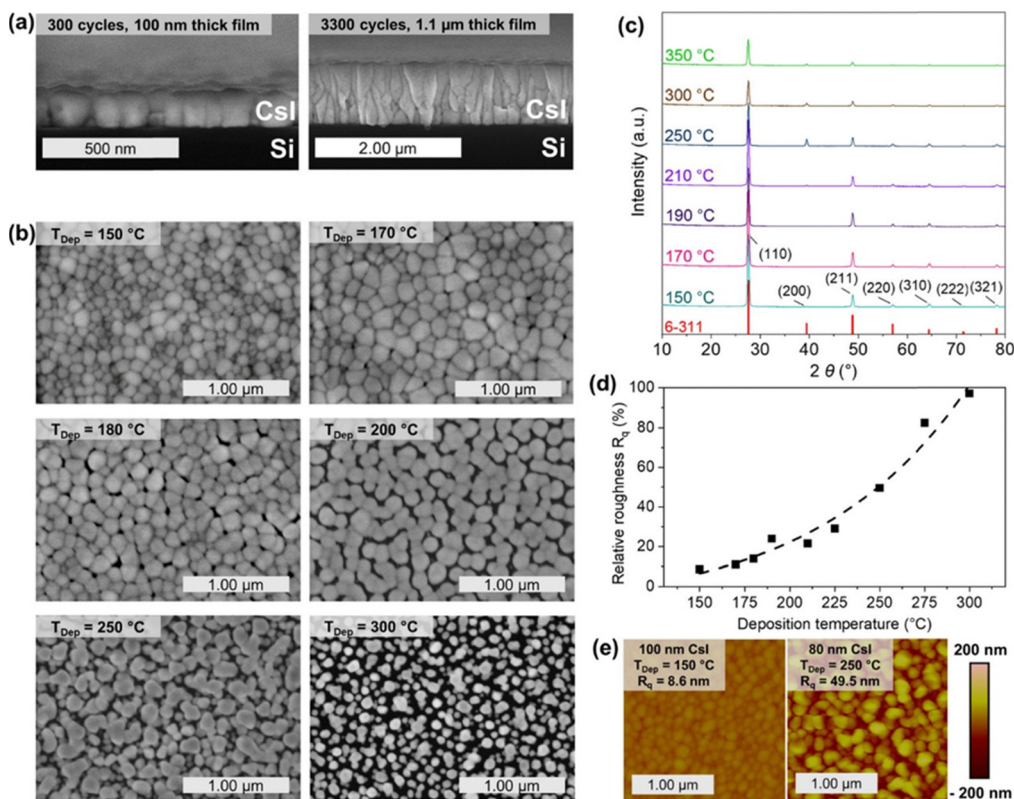 (a)
300 cycles, 100 nm thick film
CsI
Si
500 nm
3300 cycles, 1.1 µm thick film
CsI
Si
2.00 µm
(b)
T_Dep = 150 °C
1.00 µm
T_Dep = 170 °C
1.00 µm
T_Dep = 180 °C
1.00 µm
T_Dep = 200 °C
1.00 µm
T_Dep = 250 °C
1.00 µm
T_Dep = 300 °C
1.00 µm
(c)
Intensity (a.u.)
350 °C
300 °C
250 °C
210 °C
190 °C
170 °C
150 °C
6-311
(110)
(200)
(211)
(220)
(310)
(222)
(321)
10 20 30 40 50 60 70 80
2 θ (°)
(d)
Relative roughness R_q (%)
100
80
60
40
20
0
150 175 200 225 250 275 300
Deposition temperature (°C)
(e)
100 nm CsI
T_Dep = 150 °C
R_q = 8.6 nm
1.00 µm
80 nm CsI
T_Dep = 250 °C
R_q = 49.5 nm
1.00 µm
200 nm
- 200 nm